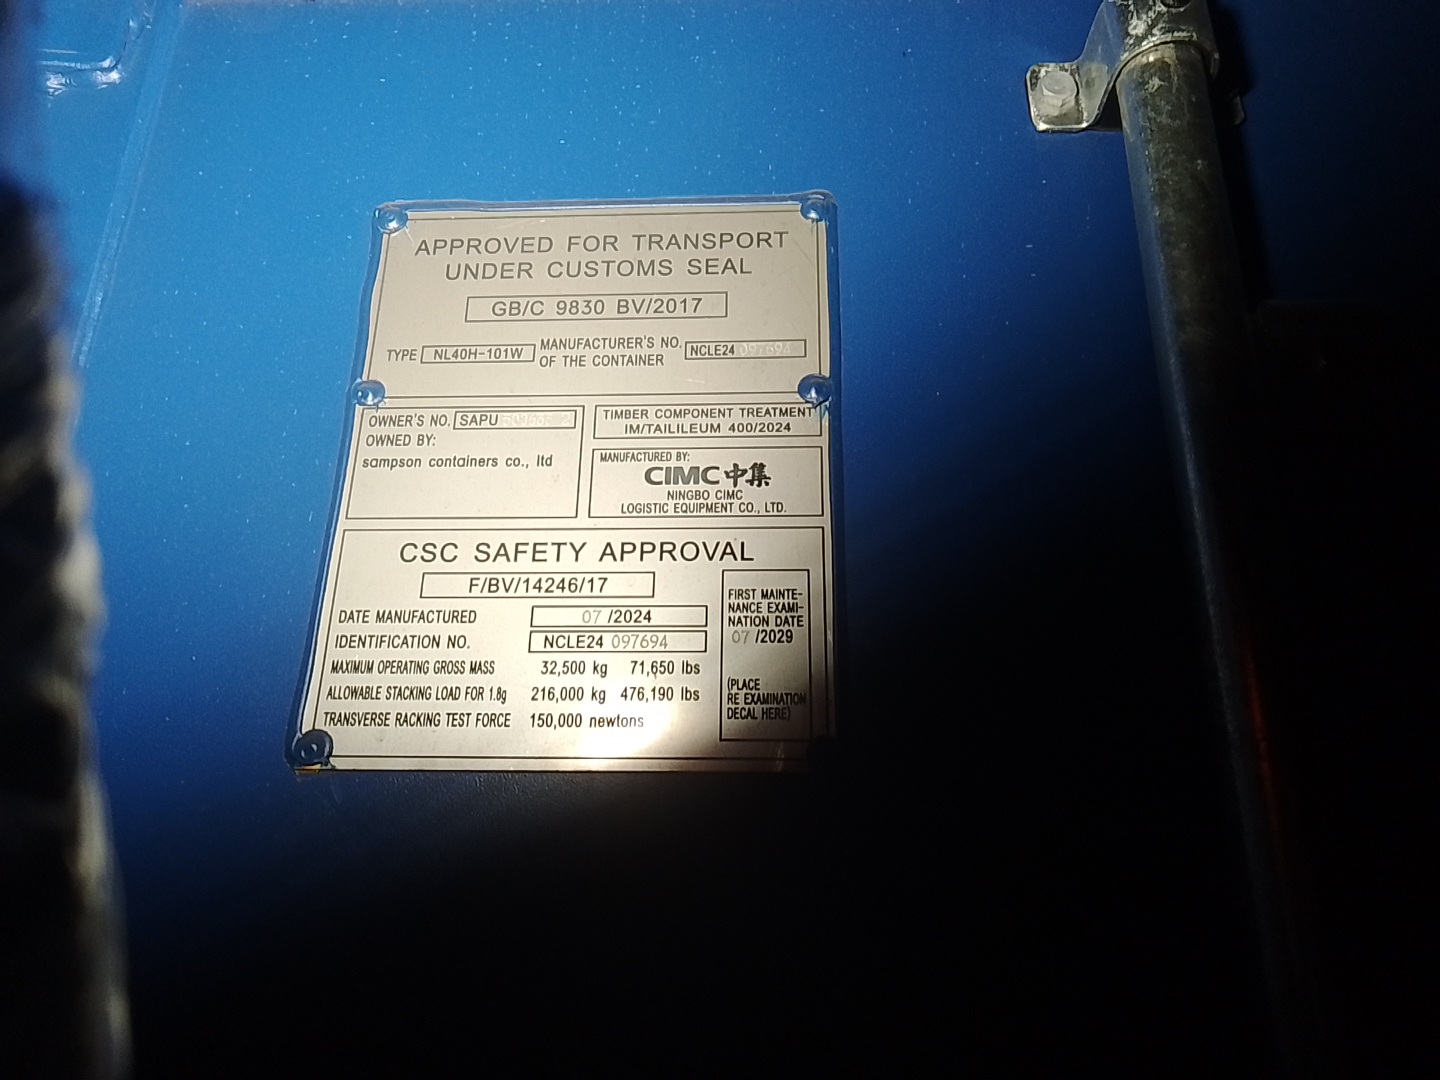 APPROVED FOR TRANSPORT
UNDER CUSTOMS SEAL
GB/C 9830 BV/2017
TYPE NL40H-101W
MANUFACTURER'S NO.
OF THE CONTAINER
NCLE24 097694
OWNER'S NO. SAPU
OWNED BY:
sampson containers co., ltd
TIMBER COMPONENT TREATMENT
IM/TAILILEUM 400/2024
MANUFACTURED BY:
CIMC中集
NINGBO CIMC
LOGISTIC EQUIPMENT CO., LTD.
CSC SAFETY APPROVAL
F/BV/14246/17
DATE MANUFACTURED 07 /2024
IDENTIFICATION NO. NCLE24 097694
MAXIMUM OPERATING GROSS MASS 32,500 kg 71,650 lbs
ALLOWABLE STACKING LOAD FOR 1.8g 216,000 kg 476,190 lbs
TRANSVERSE RACKING TEST FORCE 150,000 newtons
FIRST MAINTE-
NANCE EXAMI-
NATION DATE
07 /2029
(PLACE
RE EXAMINATION
DECAL HERE)